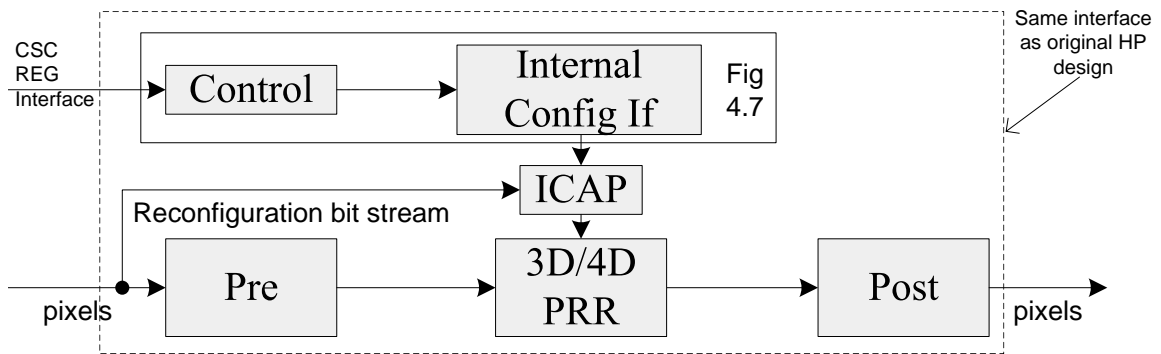 CSC
REG
Interface
Control
Internal
Config If
Fig
4.7
Same interface
as original HP
design
ICAP
Reconfiguration bit stream
pixels
Pre
3D/4D
PRR
Post
pixels